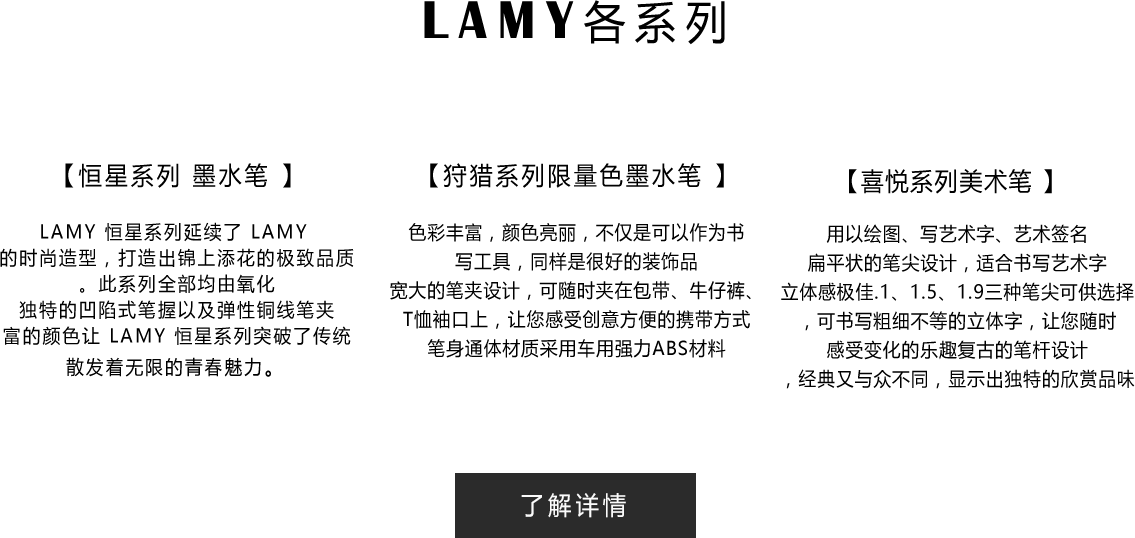 LAMY各系列
【恒星系列 墨水笔 】
LAMY 恒星系列延续了 LAMY
的时尚造型，打造出锦上添花的极致品质
。此系列全部均由氧化
独特的凹陷式笔握以及弹性铜线笔夹
富的颜色让 LAMY 恒星系列突破了传统
散发着无限的青春魅力。
【狩猎系列限量色墨水笔 】
色彩丰富，颜色亮丽，不仅是可以作为书
写工具，同样是很好的装饰品
宽大的笔夹设计，可随时夹在包带、牛仔裤、
T恤袖口上，让您感受创意方便的携带方式
笔身通体材质采用车用强力ABS材料
【喜悦系列美术笔 】
用以绘图、写艺术字、艺术签名
扁平状的笔尖设计，适合书写艺术字
立体感极佳.1、1.5、1.9三种笔尖可供选择
，可书写粗细不等的立体字，让您随时
感受变化的乐趣复古的笔杆设计
，经典又与众不同，显示出独特的欣赏品味
了解详情